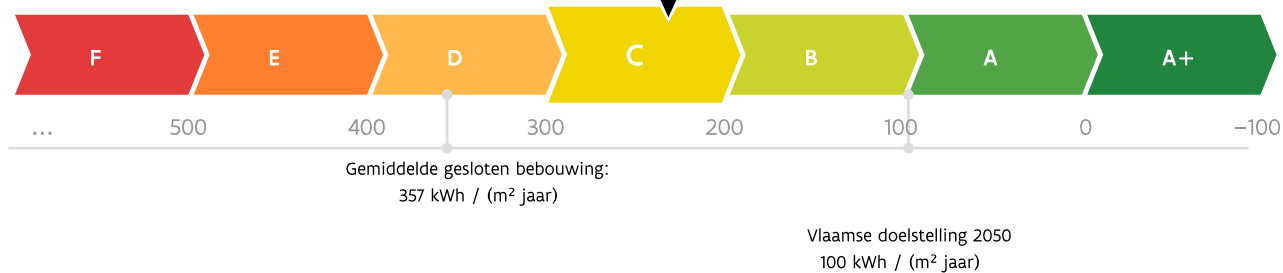 F E D C B A A+
... 500 400 300 200 100 0 –100
Gemiddelde gesloten bebouwing:
357 kWh / (m² jaar)
Vlaamse doelstelling 2050
100 kWh / (m² jaar)